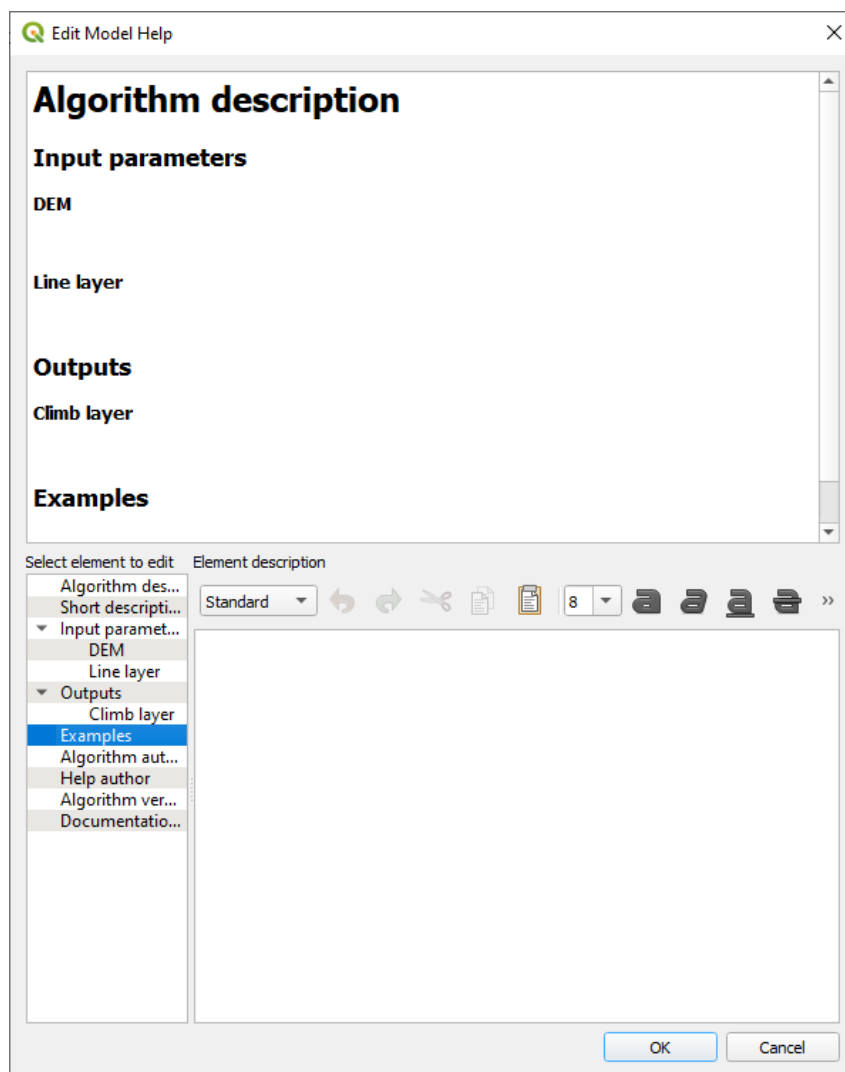 Edit Model Help
Algorithm description
Input parameters
DEM
Line layer
Outputs
Climb layer
Examples
Select element to edit Element description
Algorithm des...
Short descripti...
Input paramet...
DEM
Line layer
Outputs
Climb layer
Examples
Algorithm aut...
Help author
Algorithm ver...
Documentatio...
Standard 8 a a a a »
OK Cancel